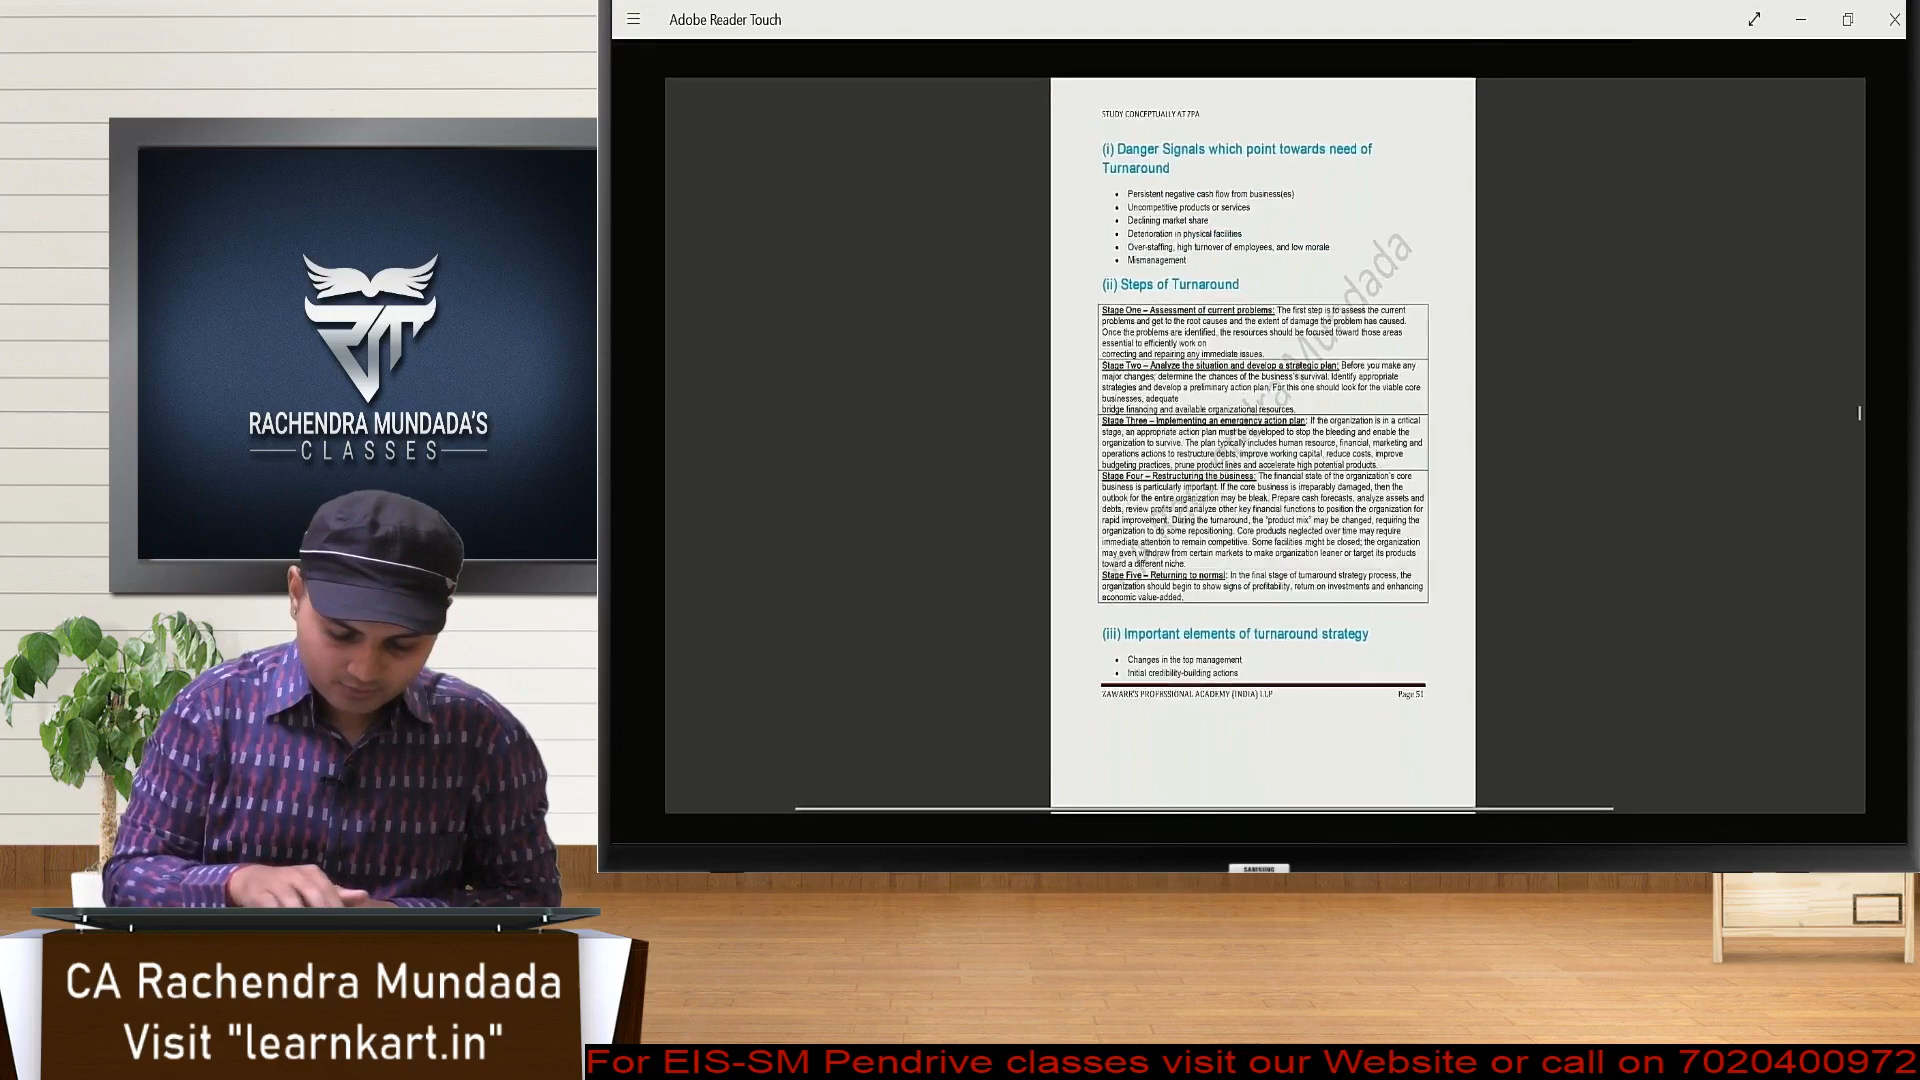 Adobe Reader Touch
STUDY CONCEPTUALLY AT ZPA
(i) Danger Signals which point towards need of
Turnaround
• Persistent negative cash flow from business(es)
• Uncompetitive products or services
• Declining market share
• Deterioration in physical facilities
• Over-staffing, high turnover of employees, and low morale
• Mismanagement
(ii) Steps of Turnaround
Stage One – Assessment of current problems: The first step is to assess the current
problems and get to the root causes and the extent of damage the problem has caused.
Once the problems are identified, the resources should be focused toward those areas
essential to efficiently work on
correcting and repairing any immediate issues.
Stage Two – Analyze the situation and develop a strategic plan: Before you make any
major changes; determine the chances of the business's survival. Identify appropriate
strategies and develop a preliminary action plan. For this one should look for the viable core
businesses, adequate
bridge financing and available organizational resources.
Stage Three – Implementing an emergency action plan: If the organization is in a critical
stage, an appropriate action plan must be developed to stop the bleeding and enable the
organization to survive. The plan typically includes human resource, financial, marketing and
operations actions to restructure debts, improve working capital, reduce costs, improve
budgeting practices, prune product lines and accelerate high potential products.
Stage Four – Restructuring the business: The financial state of the organization's core
business is particularly important. If the core business is irreparably damaged, then the
outlook for the entire organization may be bleak. Prepare cash forecasts, analyze assets and
debts, review profits and analyze other key financial functions to position the organization for
rapid improvement. During the turnaround, the "product mix" may be changed, requiring the
organization to do some repositioning. Core products neglected over time may require
immediate attention to remain competitive. Some facilities might be closed; the organization
may even withdraw from certain markets to make organization leaner or target its products
toward a different niche.
Stage Five – Returning to normal: In the final stage of turnaround strategy process, the
organization should begin to show signs of profitability, return on investments and enhancing
economic value-added.
(iii) Important elements of turnaround strategy
• Changes in the top management
• Initial credibility-building actions
ZAWARE'S PROFESSIONAL ACADEMY (INDIA) LLP Page 51
RACHENDRA MUNDADA'S
CLASSES
SAMSUNG
CA Rachendra Mundada
Visit "learnkart.in"
For EIS-SM Pendrive classes visit our Website or call on 7020400972